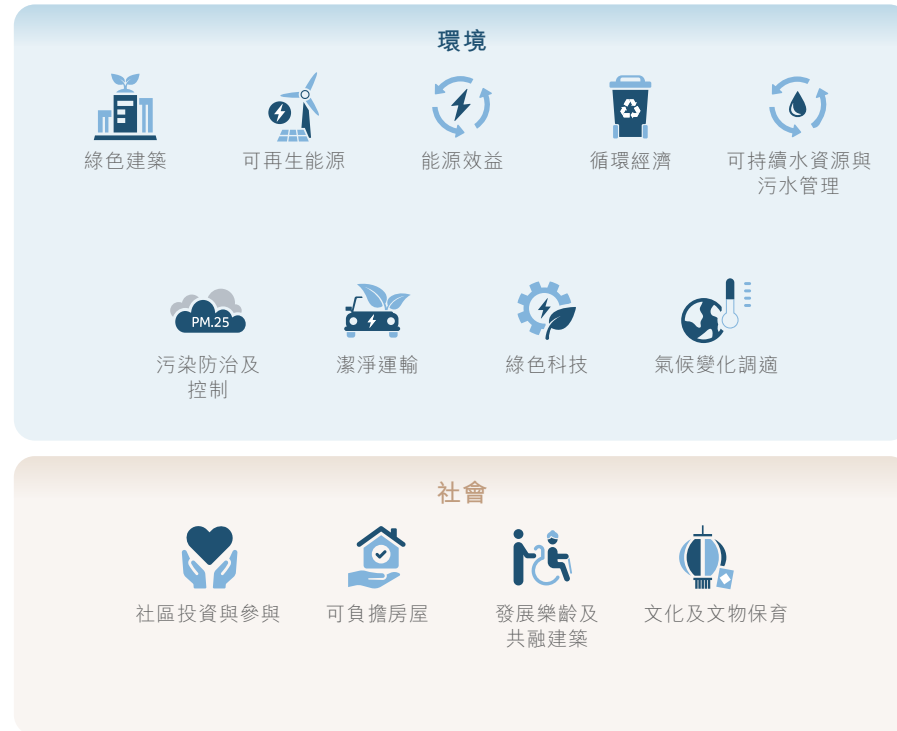 環境
綠色建築
可再生能源
能源效益
循環經濟
可持續水資源與
污水管理
PM.25
污染防治及
控制
潔淨運輸
綠色科技
氣候變化調適
社會
社區投資與參與
可負擔房屋
發展樂齡及
共融建築
文化及文物保育